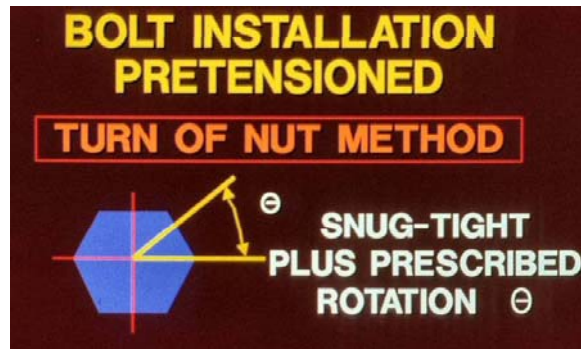 BOLT INSTALLATION
PRETENSIONED
TURN OF NUT METHOD
Θ
SNUG-TIGHT
PLUS PRESCRIBED
ROTATION Θ